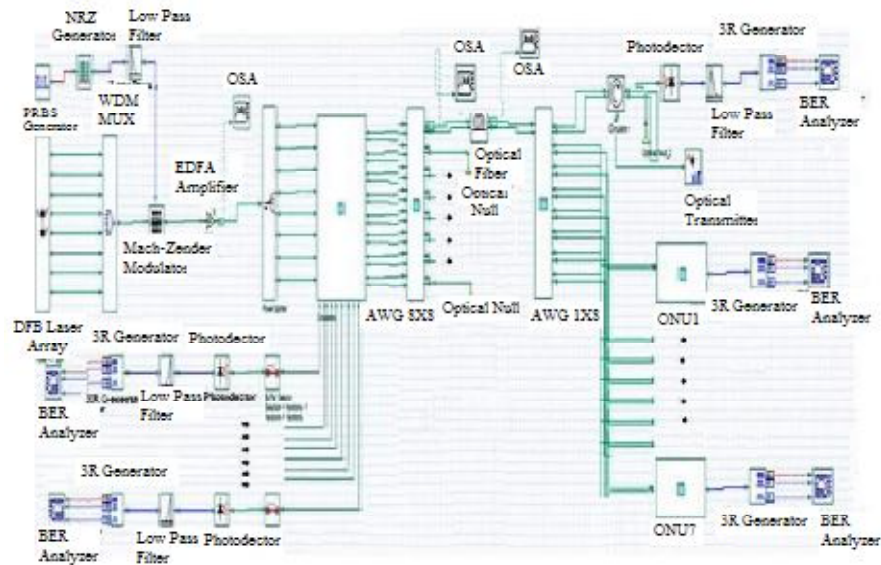 NRZ
Generator
Low Pass
Filter
PRBS
Generator
WDM
MUX
OSA
EDFA
Amplifier
Mach-Zender
Modulator
DFB Laser
Array
OSA
OSA
Optical
Fiber
Optical
Null
Optical Null
AWG 8X8
AWG 1X8
Photodector
Low Pass
Filter
3R Generator
BER
Analyzer
Optical
Transmitter
ONU1
3R Generator
BER
Analyzer
3R Generator
Low Pass
Filter
Photodector
Photodector
BER
Analyzer
3R Generator
Low Pass
Filter
Photodector
BER
Analyzer
ONU7
3R Generator
BER
Analyzer